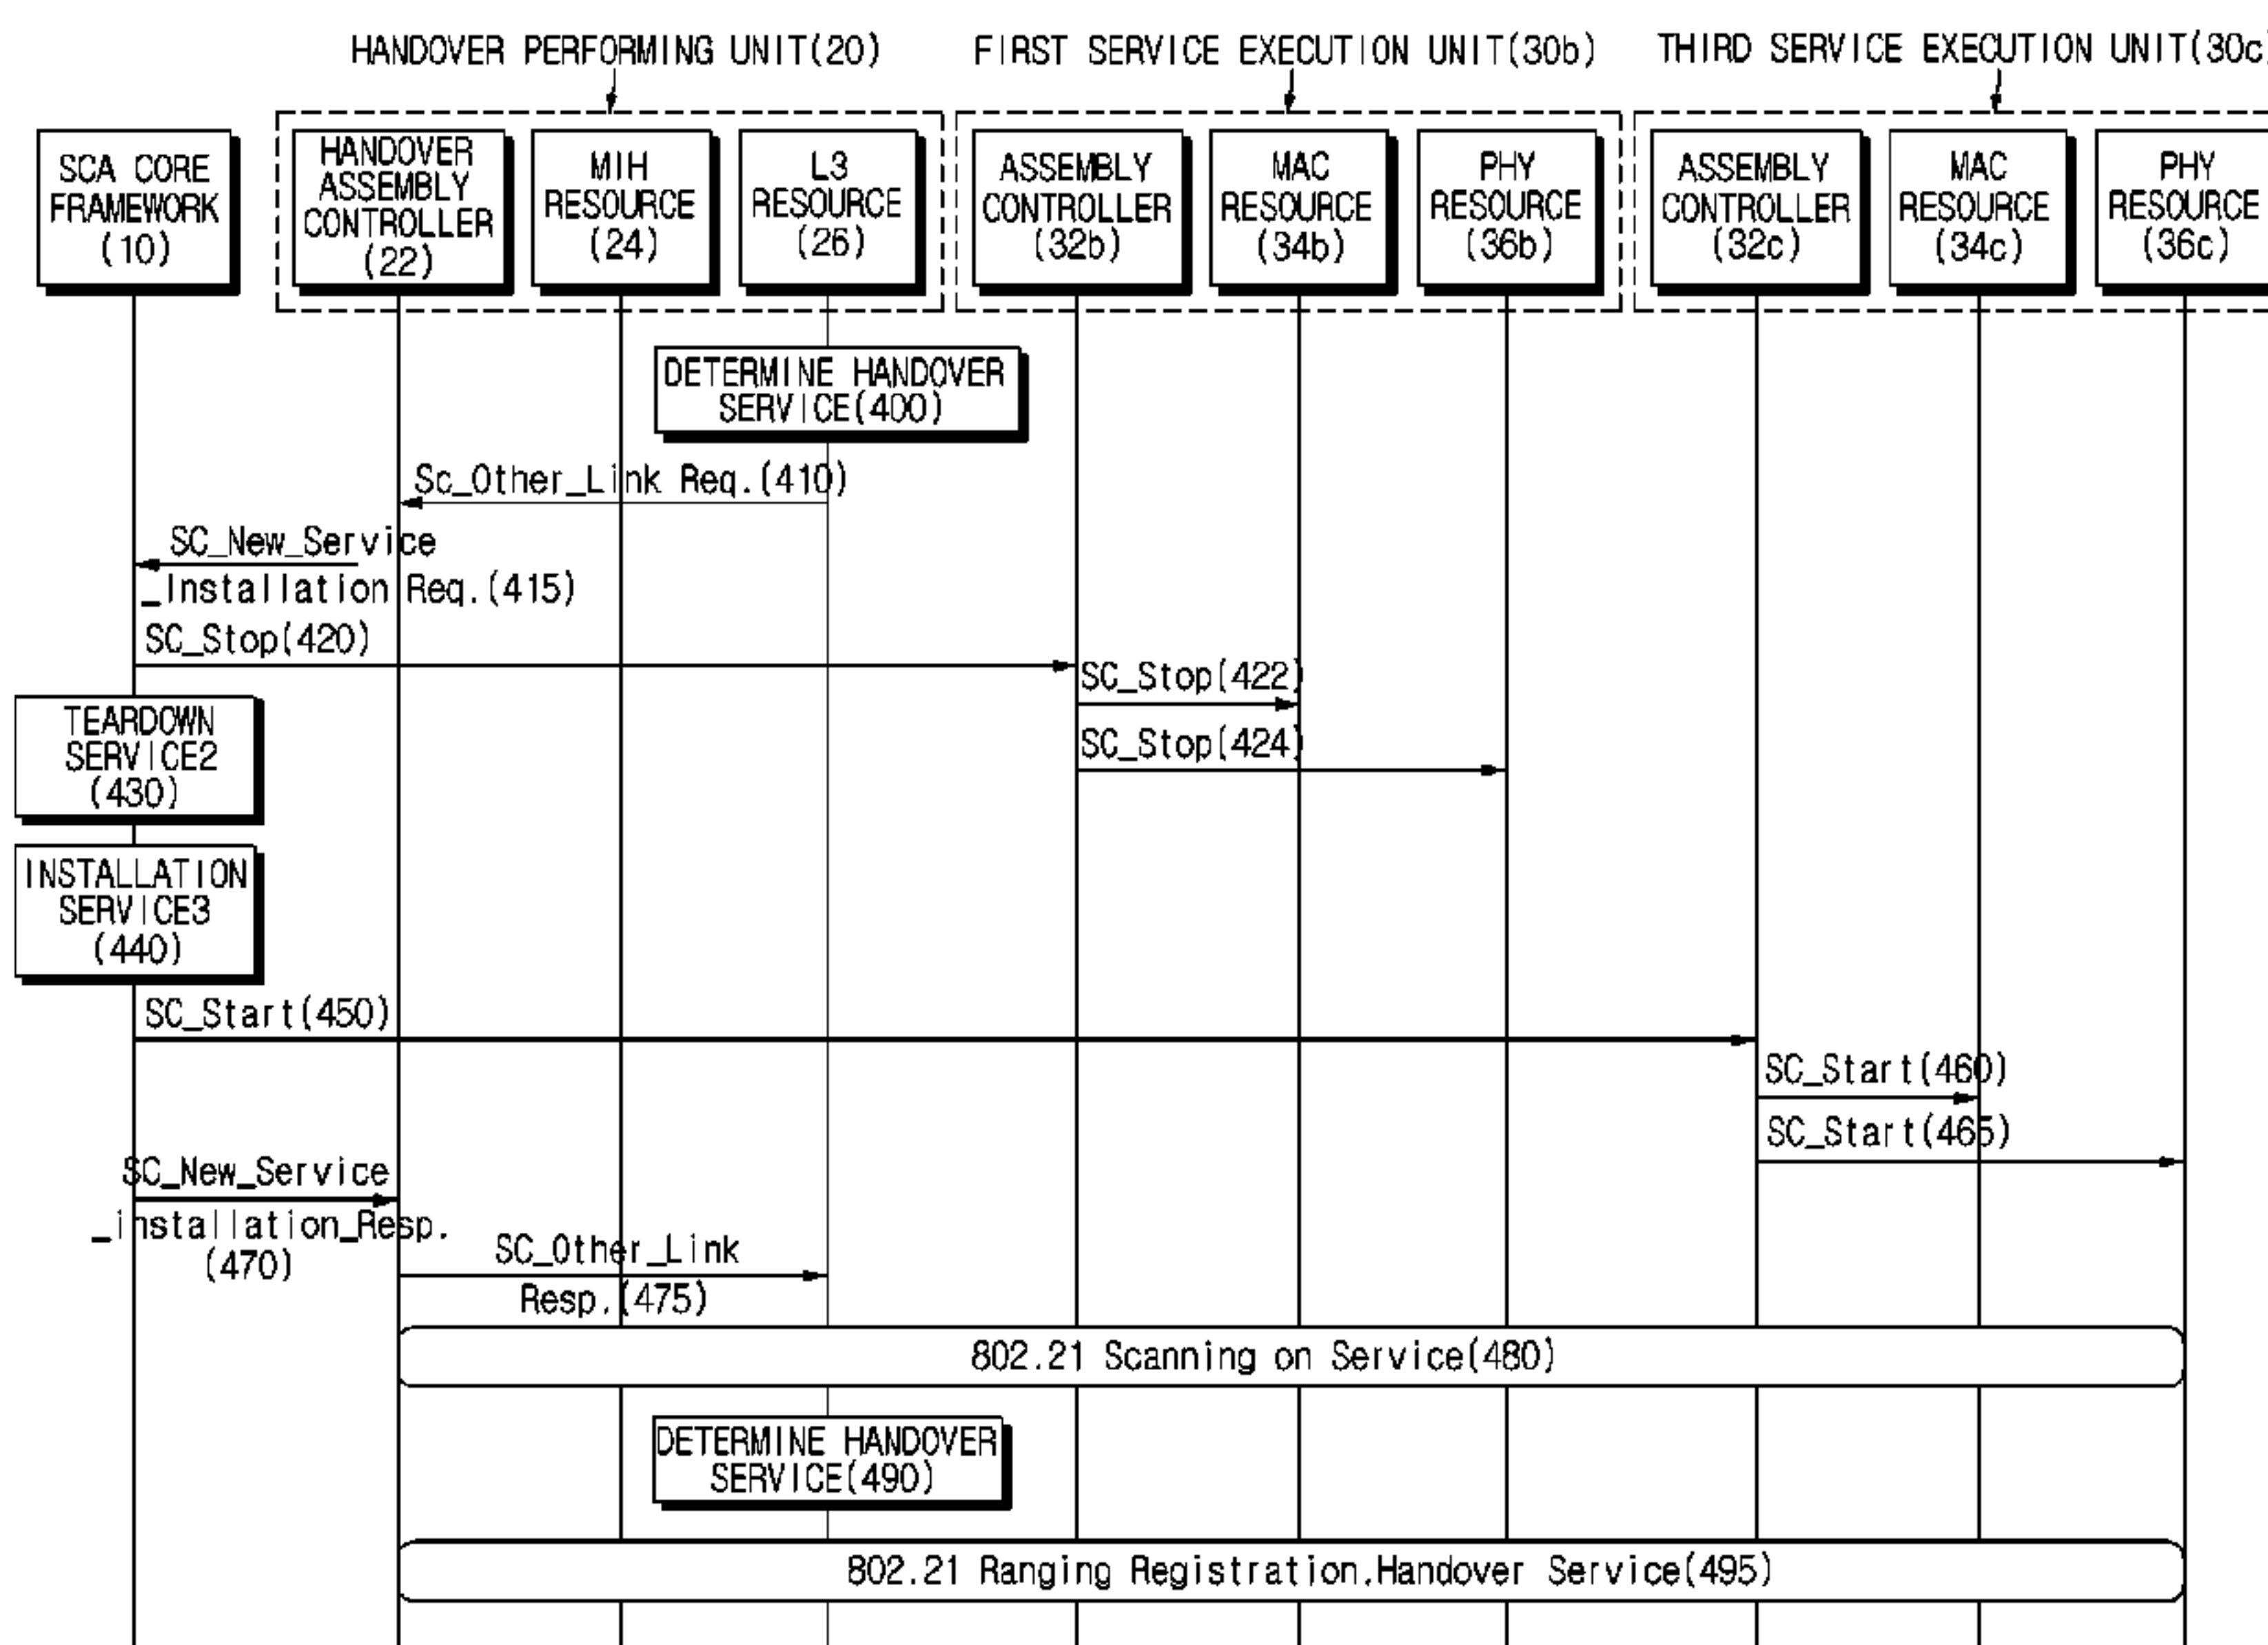 HANDOVER PERFORMING UNIT(20)
FIRST SERVICE EXECUTION UNIT(30b)
THIRD SERVICE EXECUTION UNIT(30c)
SCA CORE
FRAMEWORK
(10)
HANDOVER
ASSEMBLY
CONTROLLER
(22)
MIH
RESOURCE
(24)
L3
RESOURCE
(26)
ASSEMBLY
CONTROLLER
(32b)
MAC
RESOURCE
(34b)
PHY
RESOURCE
(36b)
ASSEMBLY
CONTROLLER
(32c)
MAC
RESOURCE
(34c)
PHY
RESOURCE
(36c)
DETERMINE HANDOVER
SERVICE(400)
Sc_Other_Link Req.(410)
SC_New_Service
_Installation Req.(415)
SC_Stop(420)
SC_Stop(422)
SC_Stop(424)
TEARDOWN
SERVICE2
(430)
INSTALLATION
SERVICE3
(440)
SC_Start(450)
SC_Start(460)
SC_Start(465)
SC_New_Service
_installation_Resp.
(470)
SC_Other_Link
Resp.(475)
802.21 Scanning on Service(480)
DETERMINE HANDOVER
SERVICE(490)
802.21 Ranging Registration.Handover Service(495)